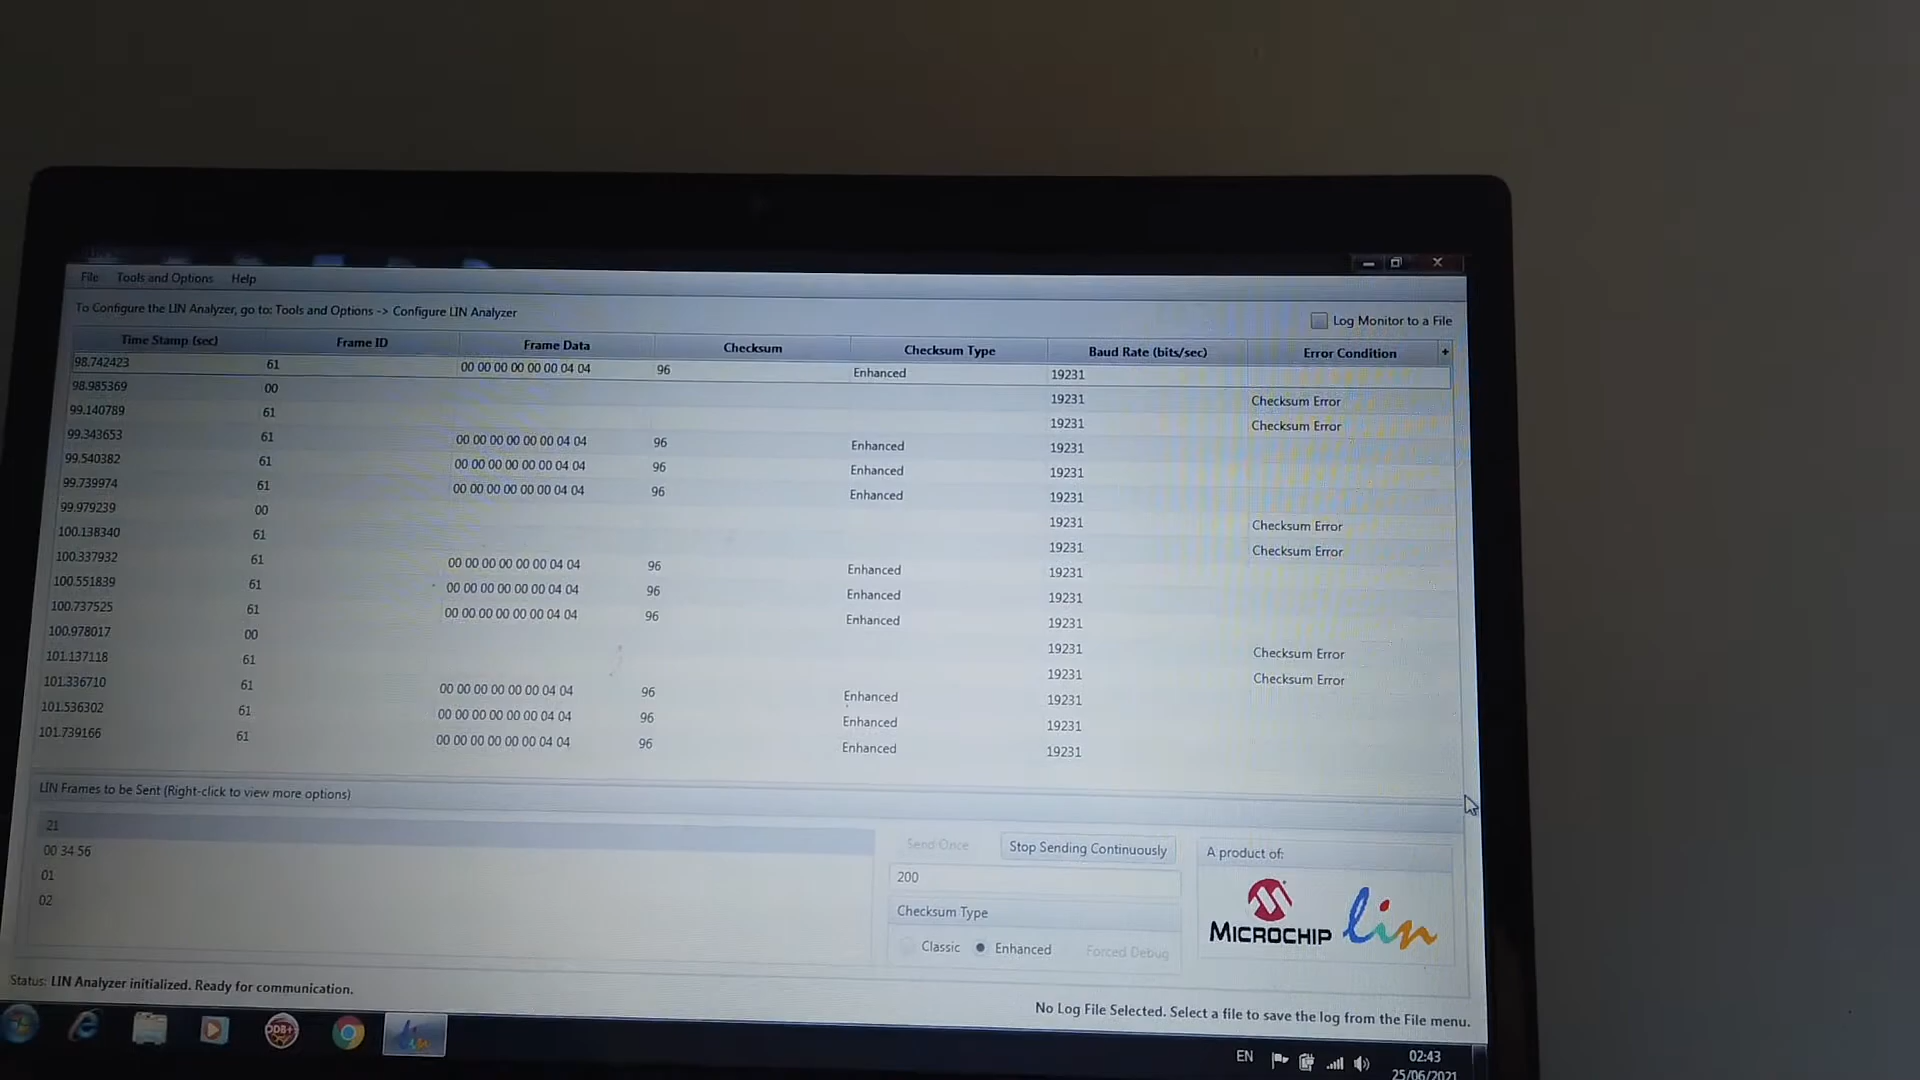 File Tools and Options Help
To Configure the LIN Analyzer, go to: Tools and Options -> Configure LIN Analyzer
Log Monitor to a File
Time Stamp (sec) Frame ID Frame Data Checksum Checksum Type Baud Rate (bits/sec) Error Condition +
98.742423 61 00 00 00 00 00 00 04 04 96 Enhanced 19231
98.985369 00 19231 Checksum Error
99.140789 61 19231 Checksum Error
99.343653 61 00 00 00 00 00 00 04 04 96 Enhanced 19231
99.540382 61 00 00 00 00 00 00 04 04 96 Enhanced 19231
99.739974 61 00 00 00 00 00 00 04 04 96 Enhanced 19231
99.979239 00 19231 Checksum Error
100.138340 61 19231 Checksum Error
100.337932 61 00 00 00 00 00 00 04 04 96 Enhanced 19231
100.551839 61 00 00 00 00 00 00 04 04 96 Enhanced 19231
100.737525 61 00 00 00 00 00 00 04 04 96 Enhanced 19231
100.978017 00 19231 Checksum Error
101.137118 61 19231 Checksum Error
101.336710 61 00 00 00 00 00 00 04 04 96 Enhanced 19231
101.536302 61 00 00 00 00 00 00 04 04 96 Enhanced 19231
101.739166 61 00 00 00 00 00 00 04 04 96 Enhanced 19231
LIN Frames to be Sent (Right-click to view more options)
21
00 34 56
01
02
Send Once Stop Sending Continuously
200
Checksum Type
Classic Enhanced Forced Debug
A product of:
MICROCHIP lin
Status: LIN Analyzer initialized. Ready for communication.
No Log File Selected. Select a file to save the log from the File menu.
EN
02:43
25/06/2021